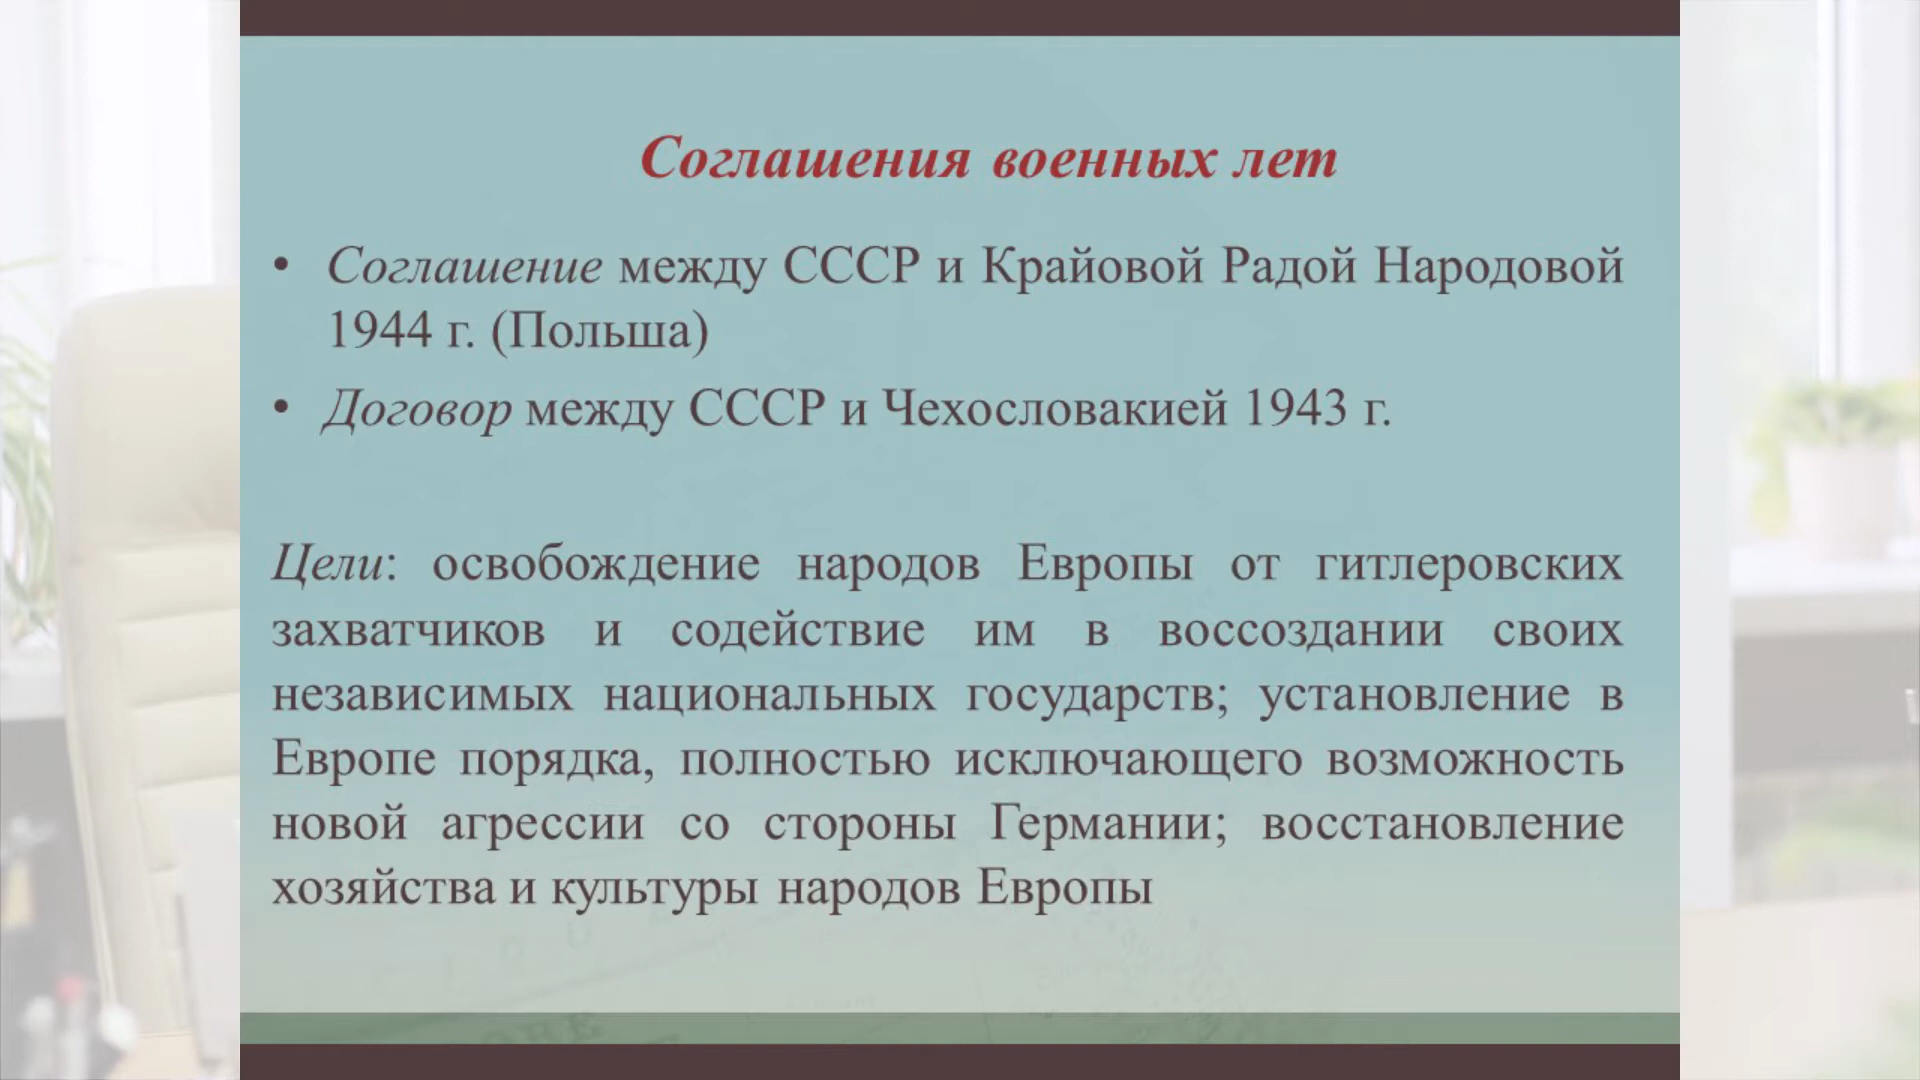 Соглашения военных лет
• Соглашение между СССР и Крайовой Радой Народовой
1944 г. (Польша)
• Договор между СССР и Чехословакией 1943 г.
Цели: освобождение народов Европы от гитлеровских
захватчиков и содействие им в воссоздании своих
независимых национальных государств; установление в
Европе порядка, полностью исключающего возможность
новой агрессии со стороны Германии; восстановление
хозяйства и культуры народов Европы